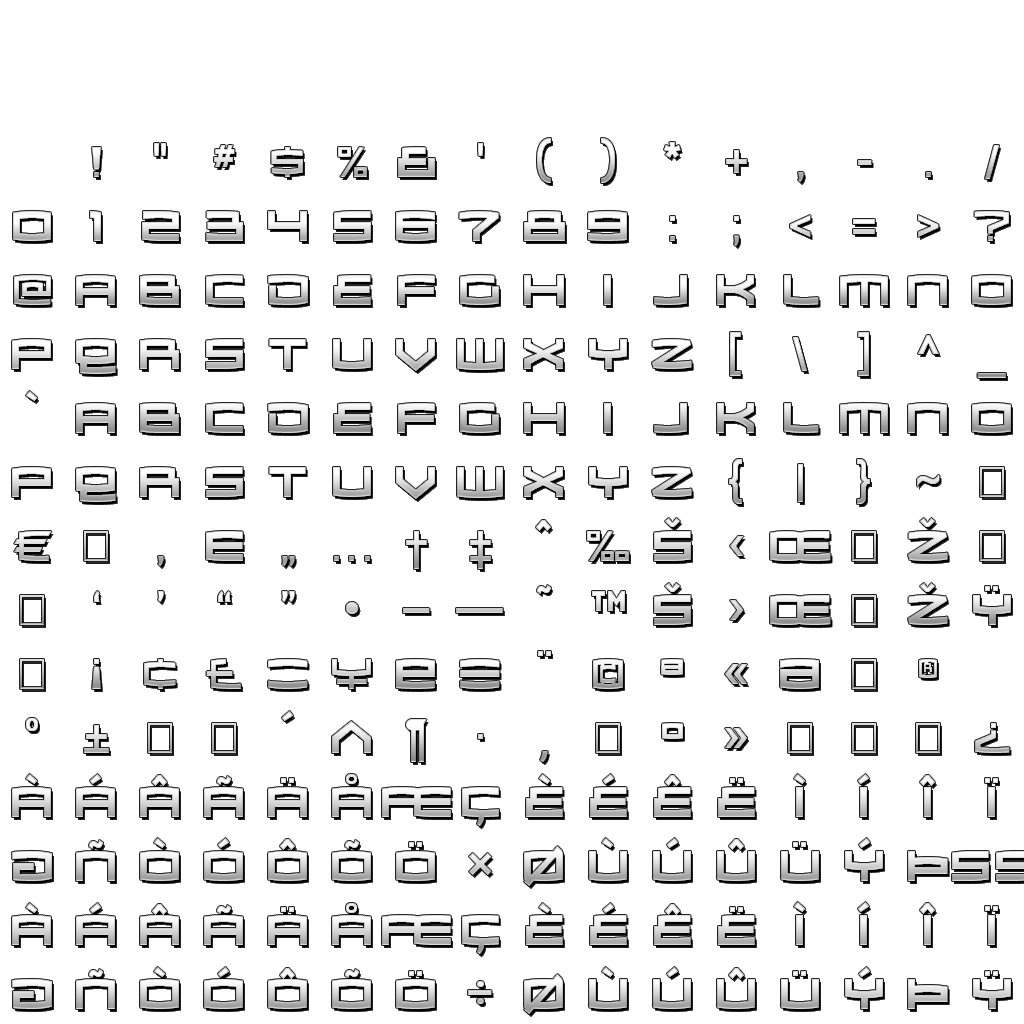 ! " # $ % & ' ( ) * + , - . /
0 1 2 3 4 5 6 7 8 9 : ; < = > ?
@ A B C D E F G H I J K L M N O
P Q R S T U V W X Y Z [ \ ] ^ _
` A B C D E F G H I J K L M N O
P Q R S T U V W X Y Z { | } ~ □
€ □ ‚ E „ … † ‡ ˆ ‰ Š ‹ Œ □ Ž □
□ ‘ ’ “ ” • – — ˜ ™ Š › Œ □ Ž Ÿ
□ ¡ ¢ £ ¥ ¨ © ª « □ ®
º ± □ □ ´ ¶ · ¸ □ º » □ □ □ ¿
À Á Â Ã Ä Å Æ Ç È É Ê Ë Ì Í Î Ï
Ñ Ò Ó Ô Õ Ö × Ø Ù Ú Û Ü Ý Þ SS
À Á Â Ã Ä Å Æ Ç È É Ê Ë Ì Í Î Ï
Ñ Ò Ó Ô Õ Ö ÷ Ø Ù Ú Û Ü Ý Þ Ÿ